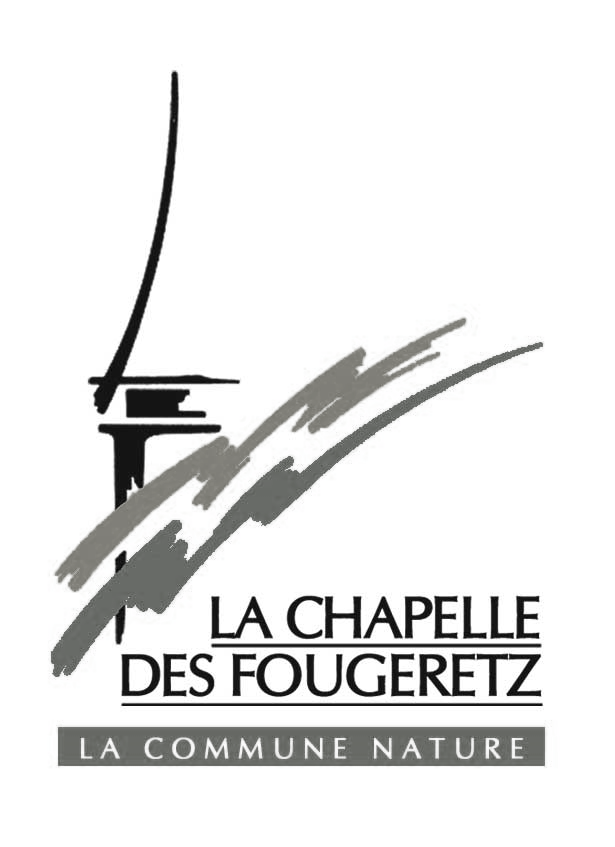 LA CHAPELLE
DES FOUGERETZ
LA COMMUNE NATURE